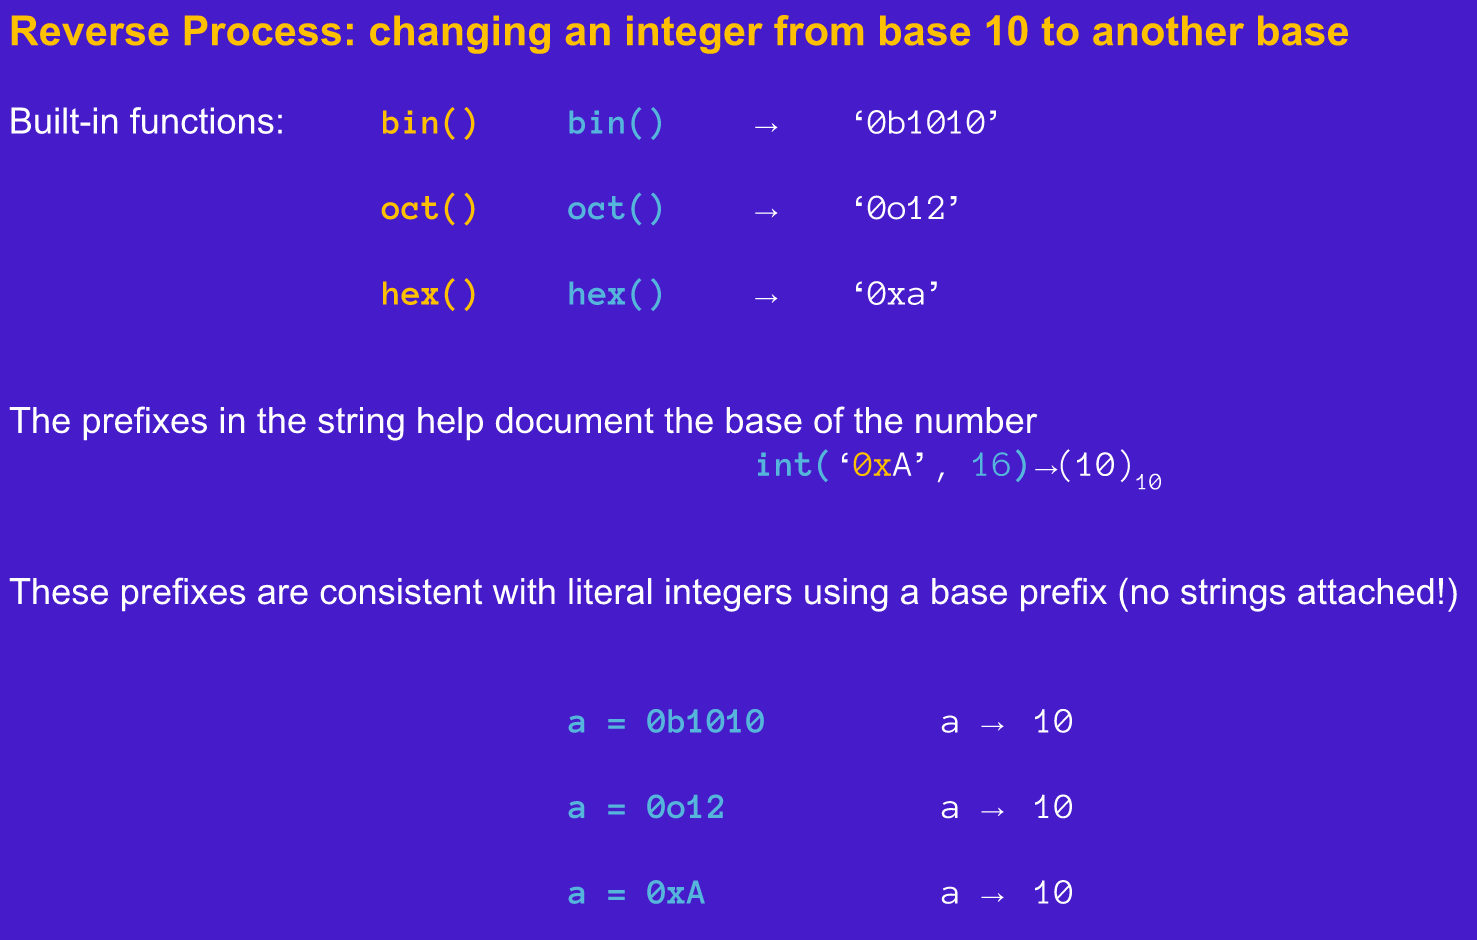 Reverse Process: changing an integer from base 10 to another base
Built-in functions: bin() bin() → ‘0b1010’
oct() oct() → ‘0o12’
hex() hex() → ‘0xa’
The prefixes in the string help document the base of the number
int(‘0xA’, 16)→(10)10
These prefixes are consistent with literal integers using a base prefix (no strings attached!)
a = 0b1010 a → 10
a = 0o12 a → 10
a = 0xA a → 10